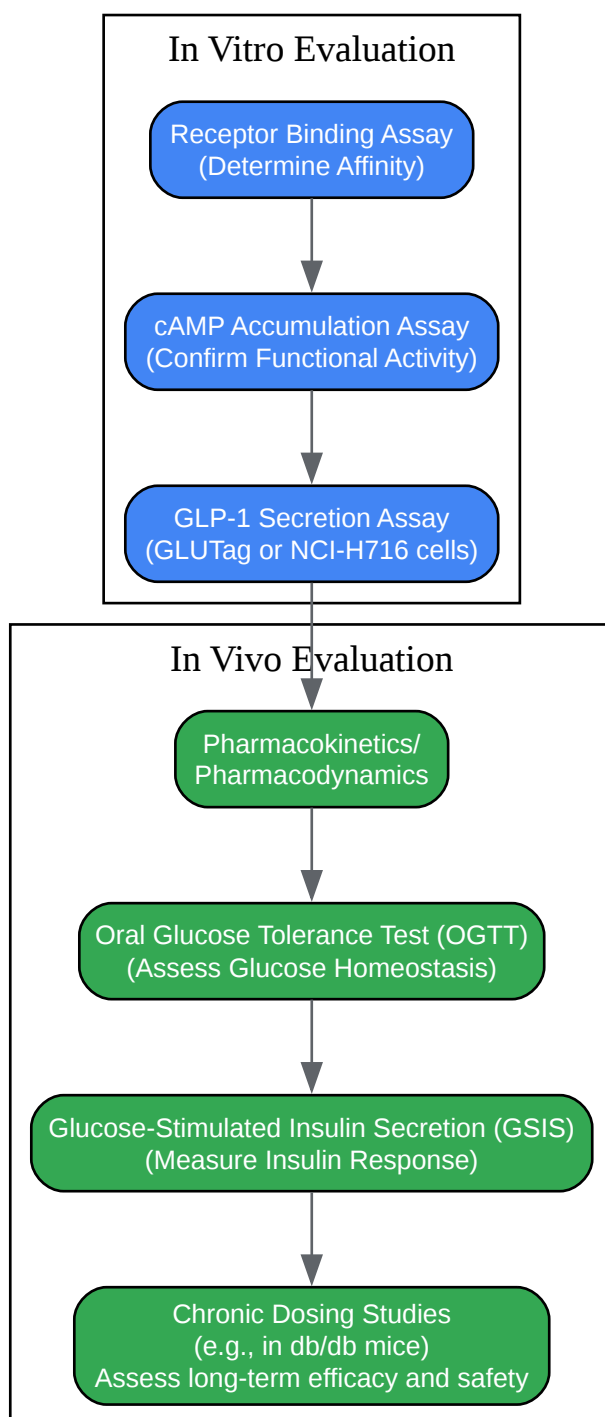 In Vitro Evaluation
Receptor Binding Assay
(Determine Affinity)
cAMP Accumulation Assay
(Confirm Functional Activity)
GLP-1 Secretion Assay
(GLUTag or NCI-H716 cells)
In Vivo Evaluation
Pharmacokinetics/
Pharmacodynamics
Oral Glucose Tolerance Test (OGTT)
(Assess Glucose Homeostasis)
Glucose-Stimulated Insulin Secretion (GSIS)
(Measure Insulin Response)
Chronic Dosing Studies
(e.g., in db/db mice)
Assess long-term efficacy and safety